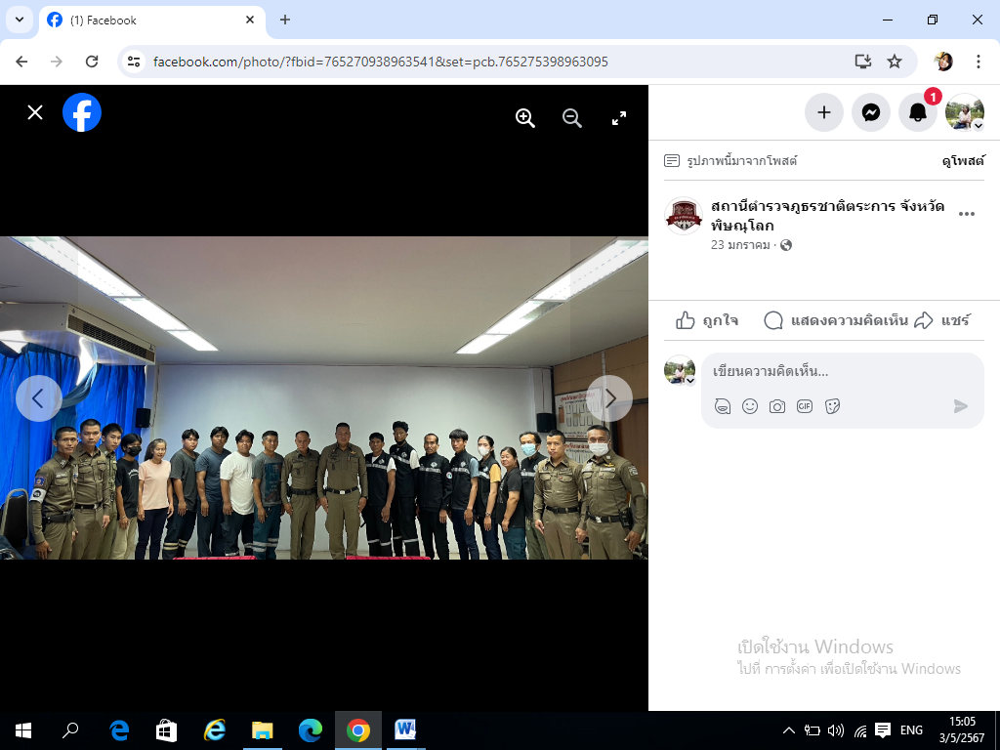 (1) Facebook
facebook.com/photo/?fbid=765270938963541&set=pcb.765275398963095
1
รูปภาพนี้มาจากโพสต์
ดูโพสต์
สถานีตำรวจภูธรชาติตระการ จังหวัด
พิษณุโลก
23 มกราคม ·
ถูกใจ
แสดงความคิดเห็น
แชร์
เขียนความคิดเห็น...
GIF
เปิดใช้งาน Windows
ไปที่ การตั้งค่า เพื่อเปิดใช้งาน Windows
ENG
15:05
3/5/2567